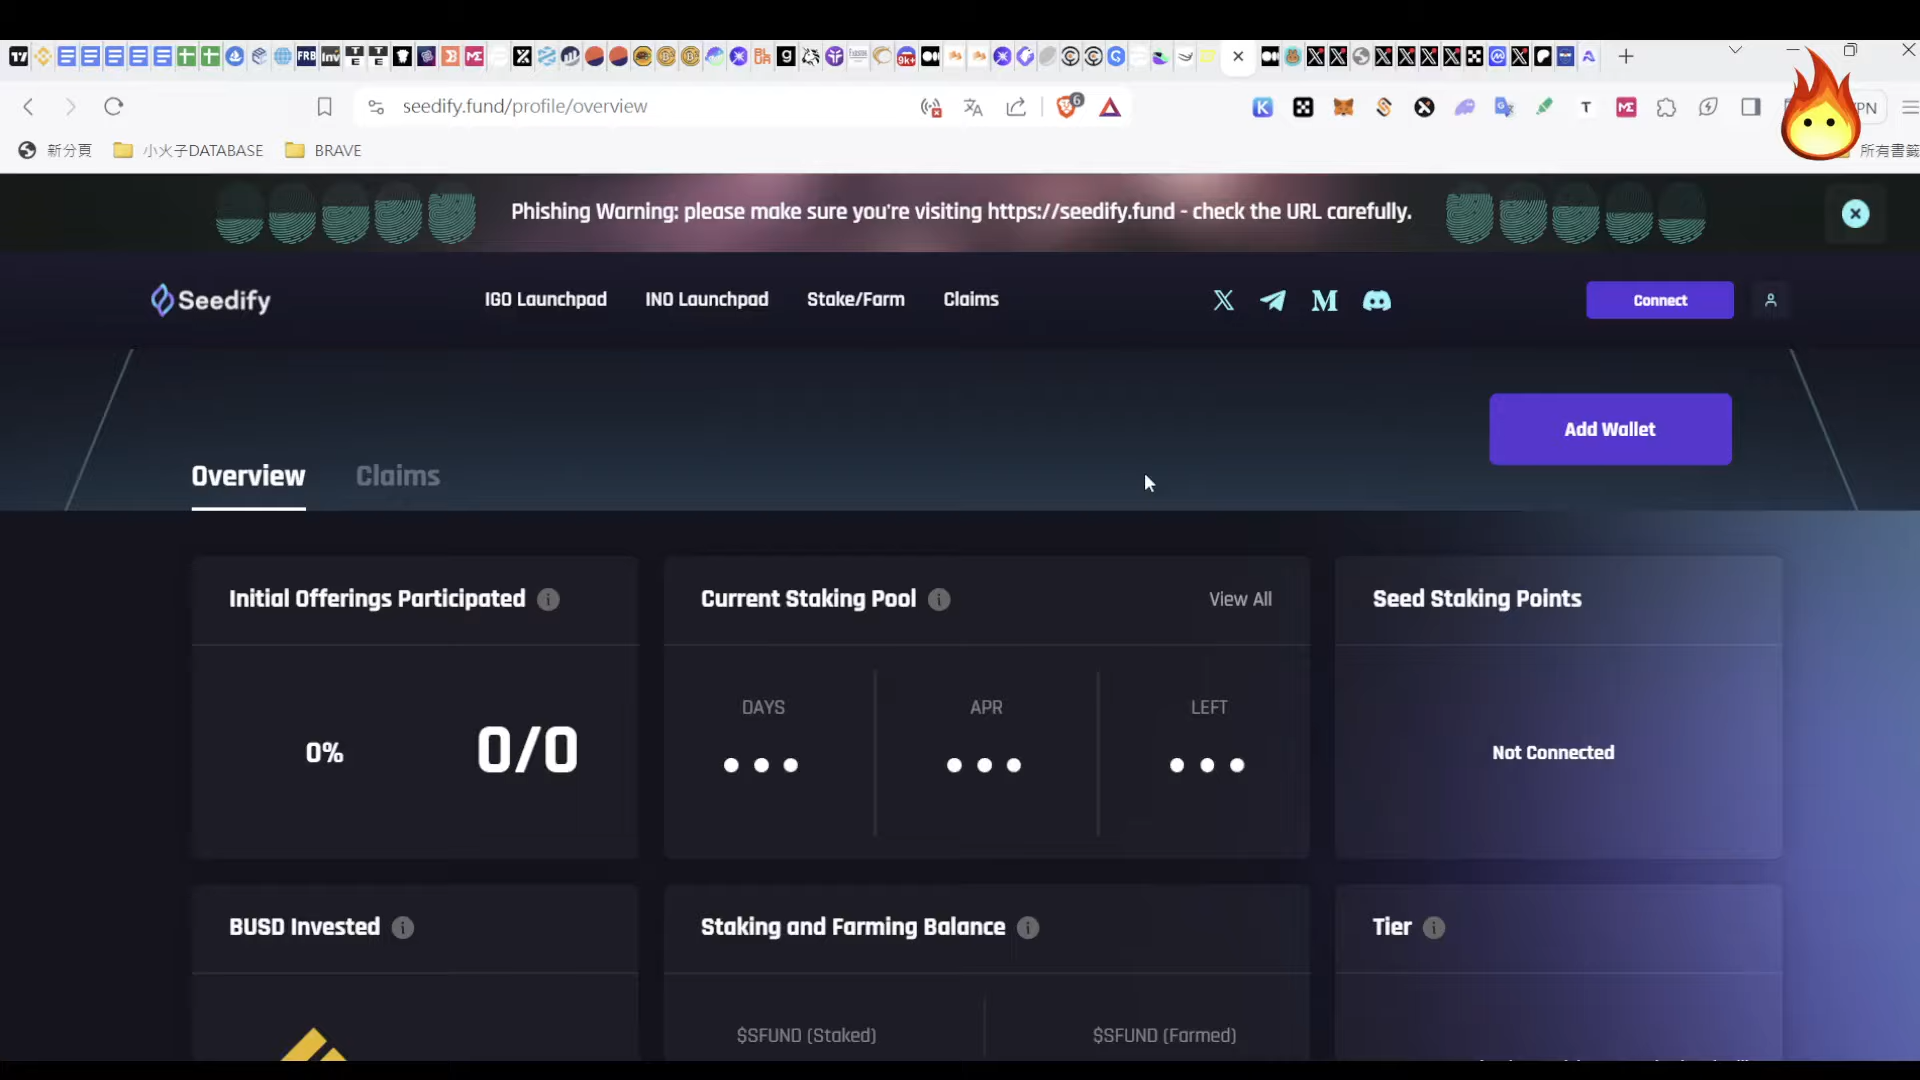 seedify.fund/profile/overview
6
新分頁
小火子DATABASE
BRAVE
所有書籤
Phishing Warning: please make sure you're visiting https://seedify.fund - check the URL carefully.
Seedify
IGO Launchpad
INO Launchpad
Stake/Farm
Claims
Connect
Add Wallet
Overview
Claims
Initial Offerings Participated
Current Staking Pool
View All
Seed Staking Points
0%
0/0
DAYS
APR
LEFT
Not Connected
BUSD Invested
Staking and Farming Balance
Tier
$SFUND (Staked)
$SFUND (Farmed)